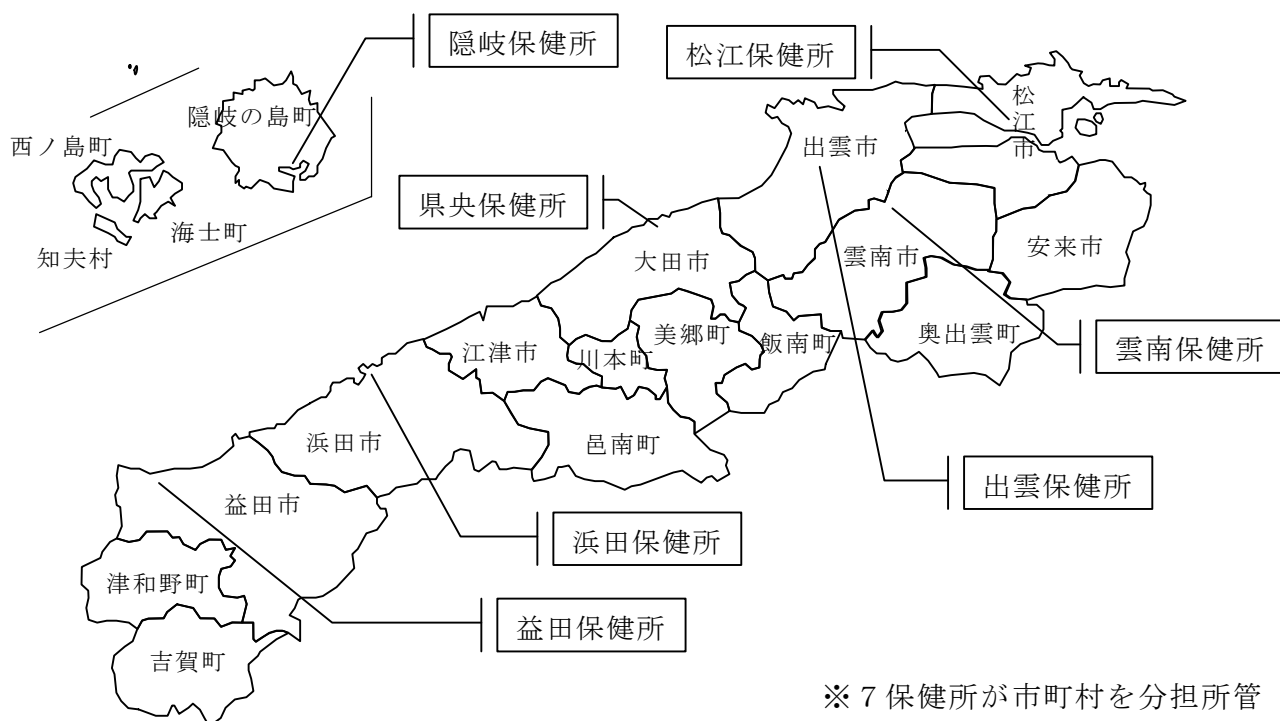 隠岐保健所
松江保健所
松江市
隠岐の島町
西ノ島町
出雲市
県央保健所
海士町
安来市
知夫村
大田市
雲南市
美郷町
奥出雲町
飯南町
江津市
川本町
雲南保健所
浜田市
邑南町
出雲保健所
益田市
浜田保健所
津和野町
益田保健所
吉賀町
※７保健所が市町村を分担所管